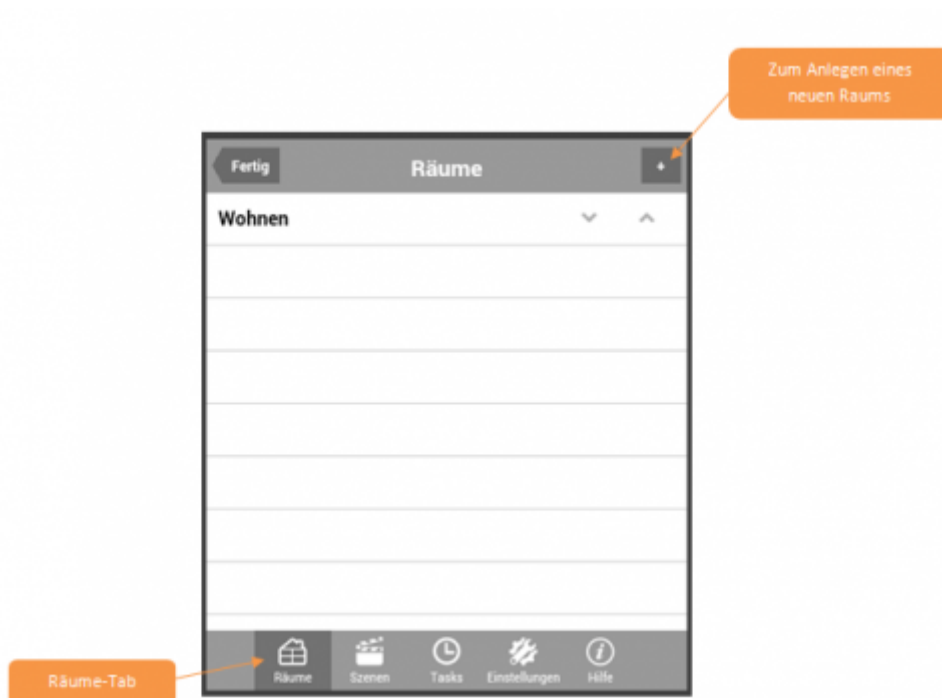 Zum Anlegen eines
neuen Raums
Fertig
Räume
+
Wohnen
Räume
Szenen
Tasks
Einstellungen
Hilfe
Räume-Tab